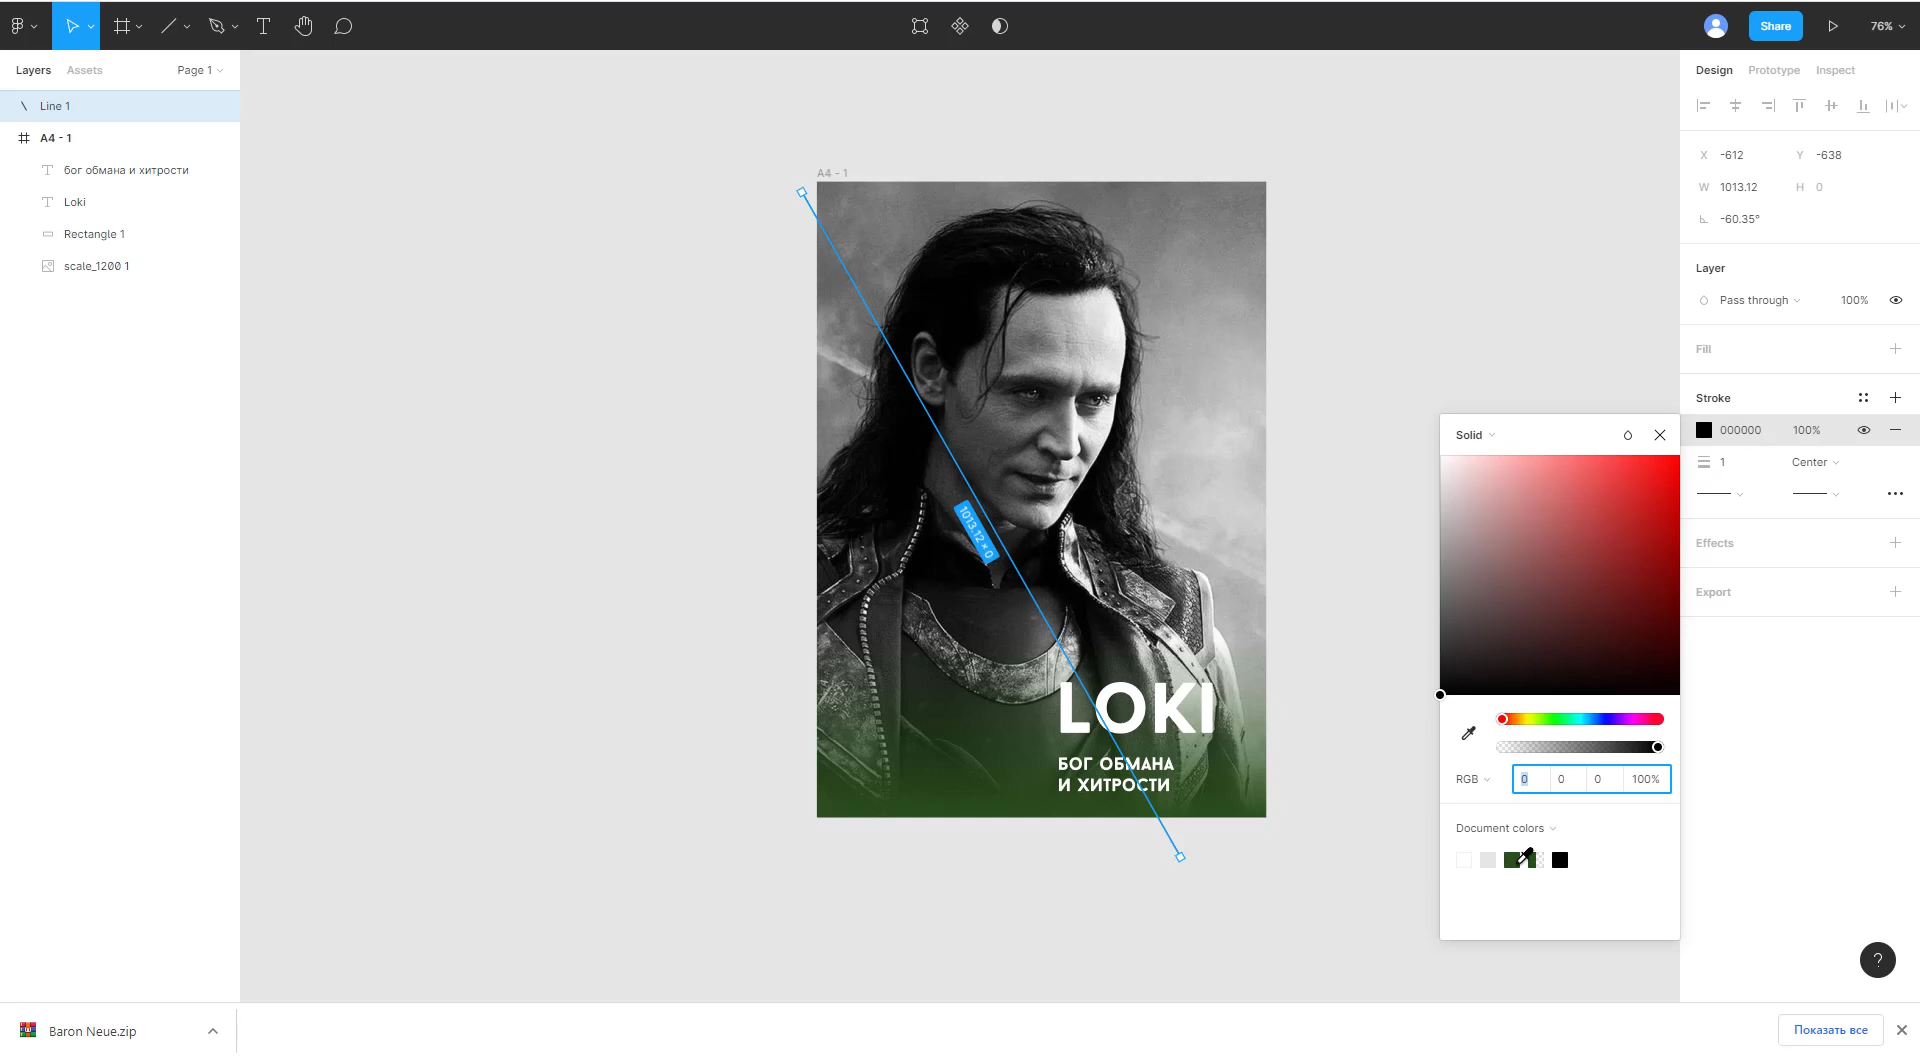 Share
76%
Layers
Assets
Page 1
Line 1
A4 - 1
бог обмана и хитрости
Loki
Rectangle 1
scale_1200 1
A4 - 1
1013.12 × 0
LOKI
БОГ ОБМАНА
И ХИТРОСТИ
Design
Prototype
Inspect
X -612
Y -638
W 1013.12
H 0
-60.35°
Layer
Pass through
100%
Fill
Stroke
000000
100%
1
Center
Effects
Export
Solid
RGB
0
0
0
100%
Document colors
?
Baron Neue.zip
Показать все